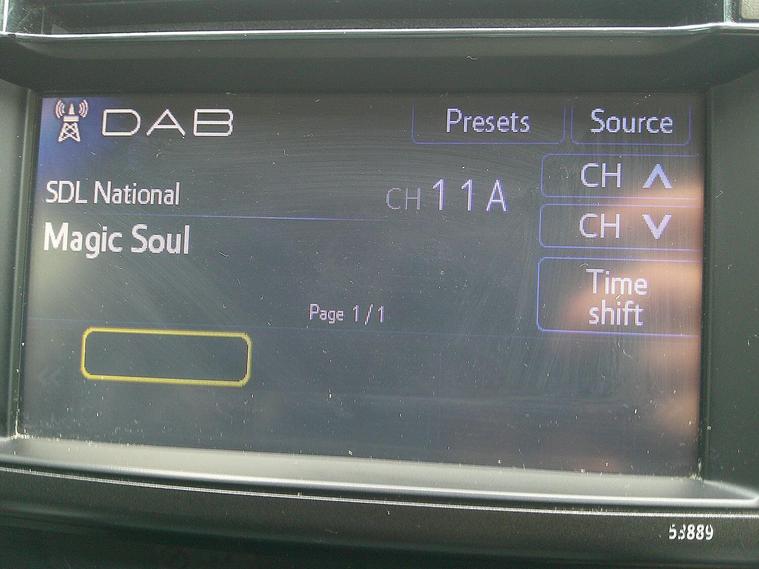 DAB
Presets
Source
SDL National
CH 11A
CH
Magic Soul
CH
Time
shift
Page 1/1
53889